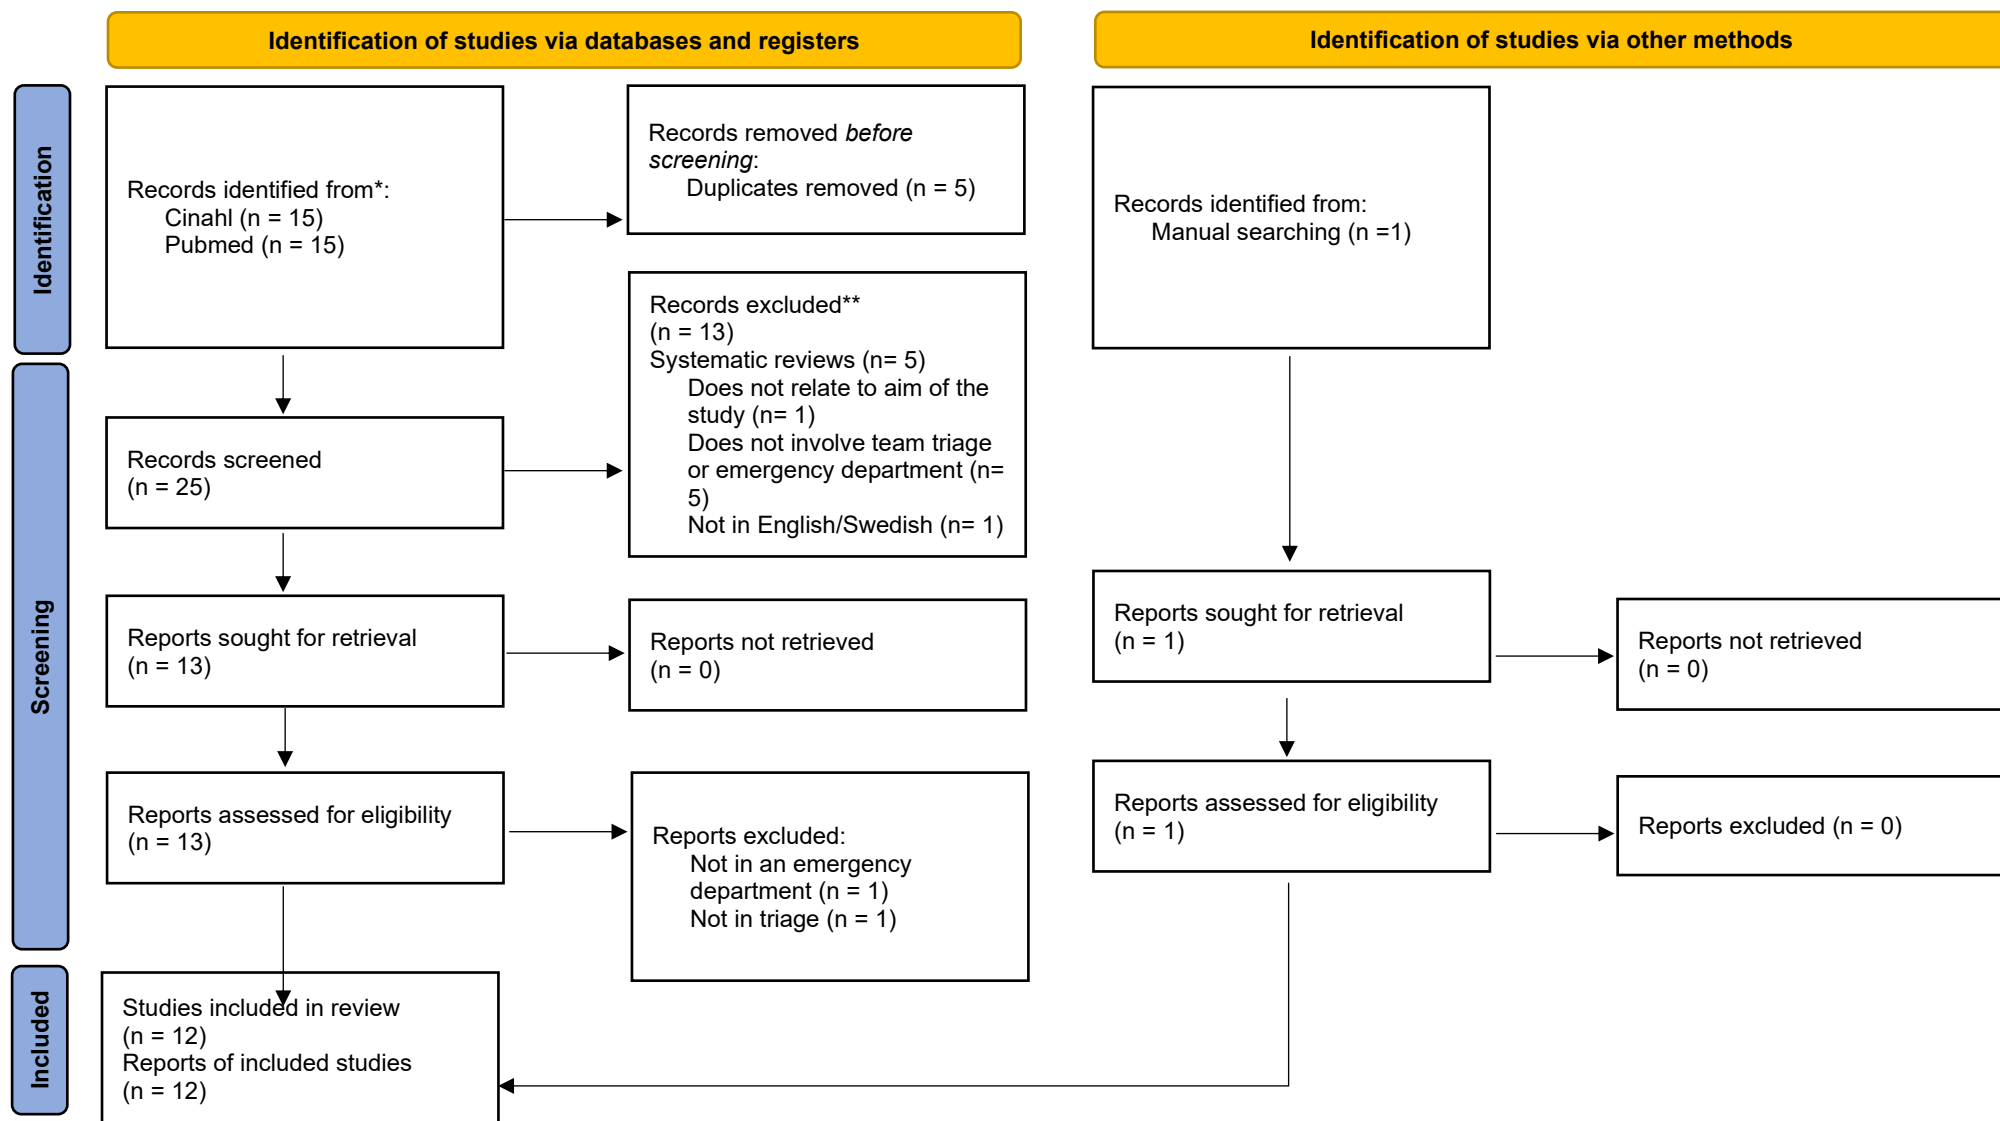 Identification of studies via databases and registers
Identification of studies via other methods
Identification
Records identified from*:
Cinahl (n = 15)
Pubmed (n = 15)
Records removed before
screening:
Duplicates removed (n = 5)
Records identified from:
Manual searching (n =1)
Screening
Records screened
(n = 25)
Records excluded**
(n = 13)
Systematic reviews (n= 5)
Does not relate to aim of the
study (n= 1)
Does not involve team triage
or emergency department (n=
5)
Not in English/Swedish (n= 1)
Reports sought for retrieval
(n = 13)
Reports not retrieved
(n = 0)
Reports sought for retrieval
(n = 1)
Reports not retrieved
(n = 0)
Reports assessed for eligibility
(n = 13)
Reports excluded:
Not in an emergency
department (n = 1)
Not in triage (n = 1)
Reports assessed for eligibility
(n = 1)
Reports excluded (n = 0)
Included
Studies included in review
(n = 12)
Reports of included studies
(n = 12)